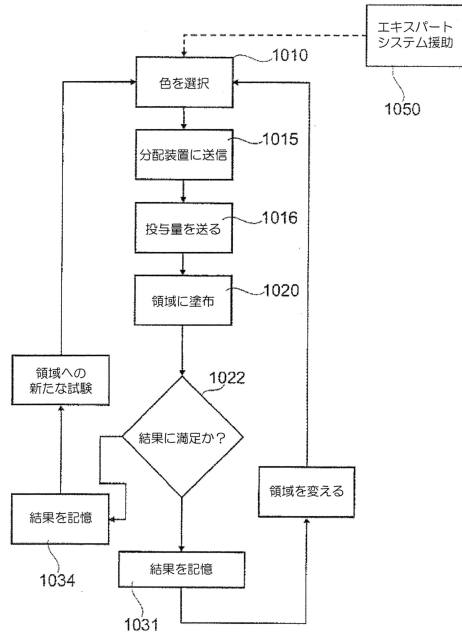 エキスパート
システム援助
1050
1010
色を選択
1015
分配装置に送信
1016
投与量を送る
1020
領域に塗布
1022
結果に満足か？
領域への
新たな試験
結果を記憶
1034
結果を記憶
1031
領域を変える